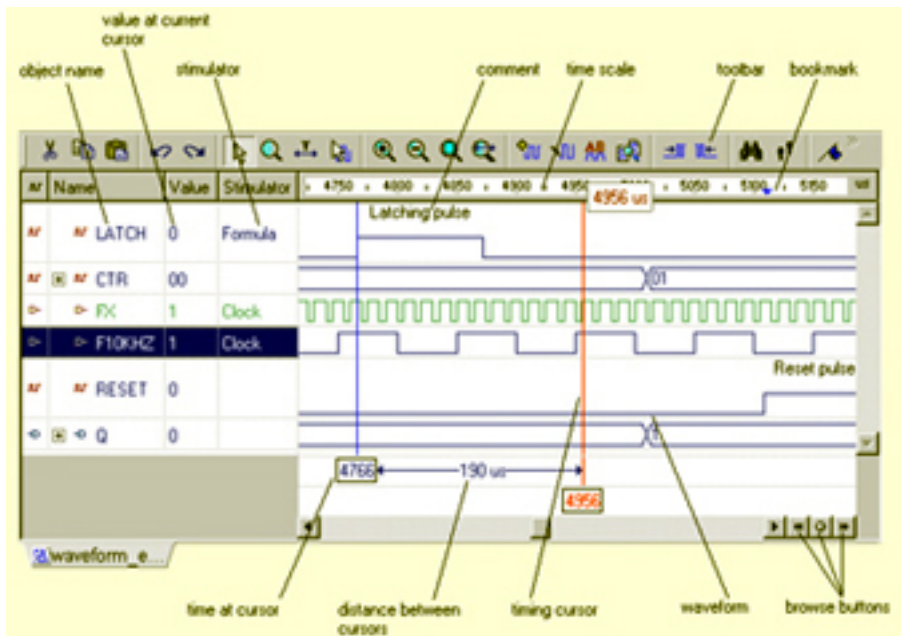 value at current
cursor
object name
stimulator
comment
time scale
toolbar
bookmark
Name
Value
Stimulator
4750
4800
4850
4900
4950
5050
5100
5150
us
4956 us
Latching pulse
LATCH
0
Formula
CTR
00
01
FX
1
Clock
F10KHZ
1
Clock
Reset pulse
RESET
0
Q
0
4766
190 us
4956
waveform_e...
time at cursor
distance between
cursors
timing cursor
waveform
browse buttons